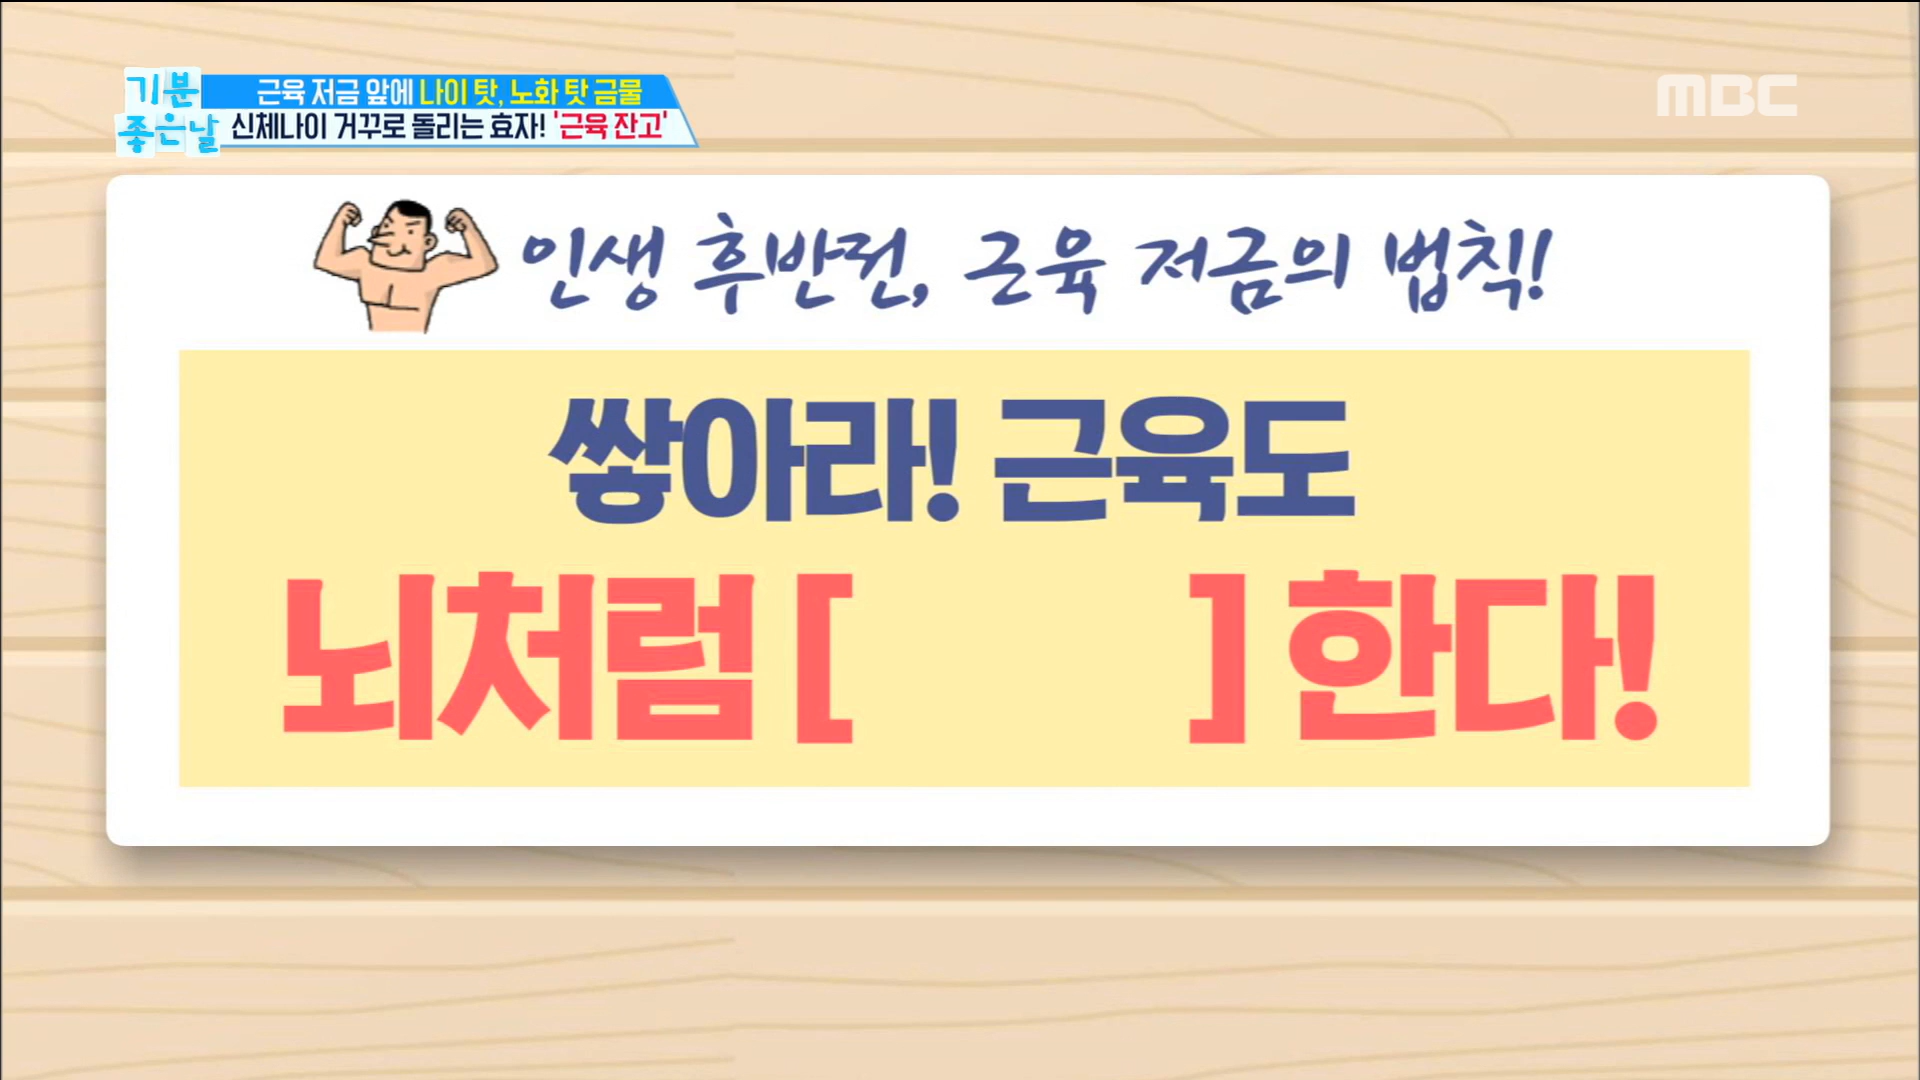 기분
좋은날
근육 저금 앞에 나이 탓, 노화 탓 금물
신체나이 거꾸로 돌리는 효자! '근육 잔고'
MBC
인생 후반전, 근육 저금의 법칙!
쌓아라! 근육도
뇌처럼 [ ] 한다!